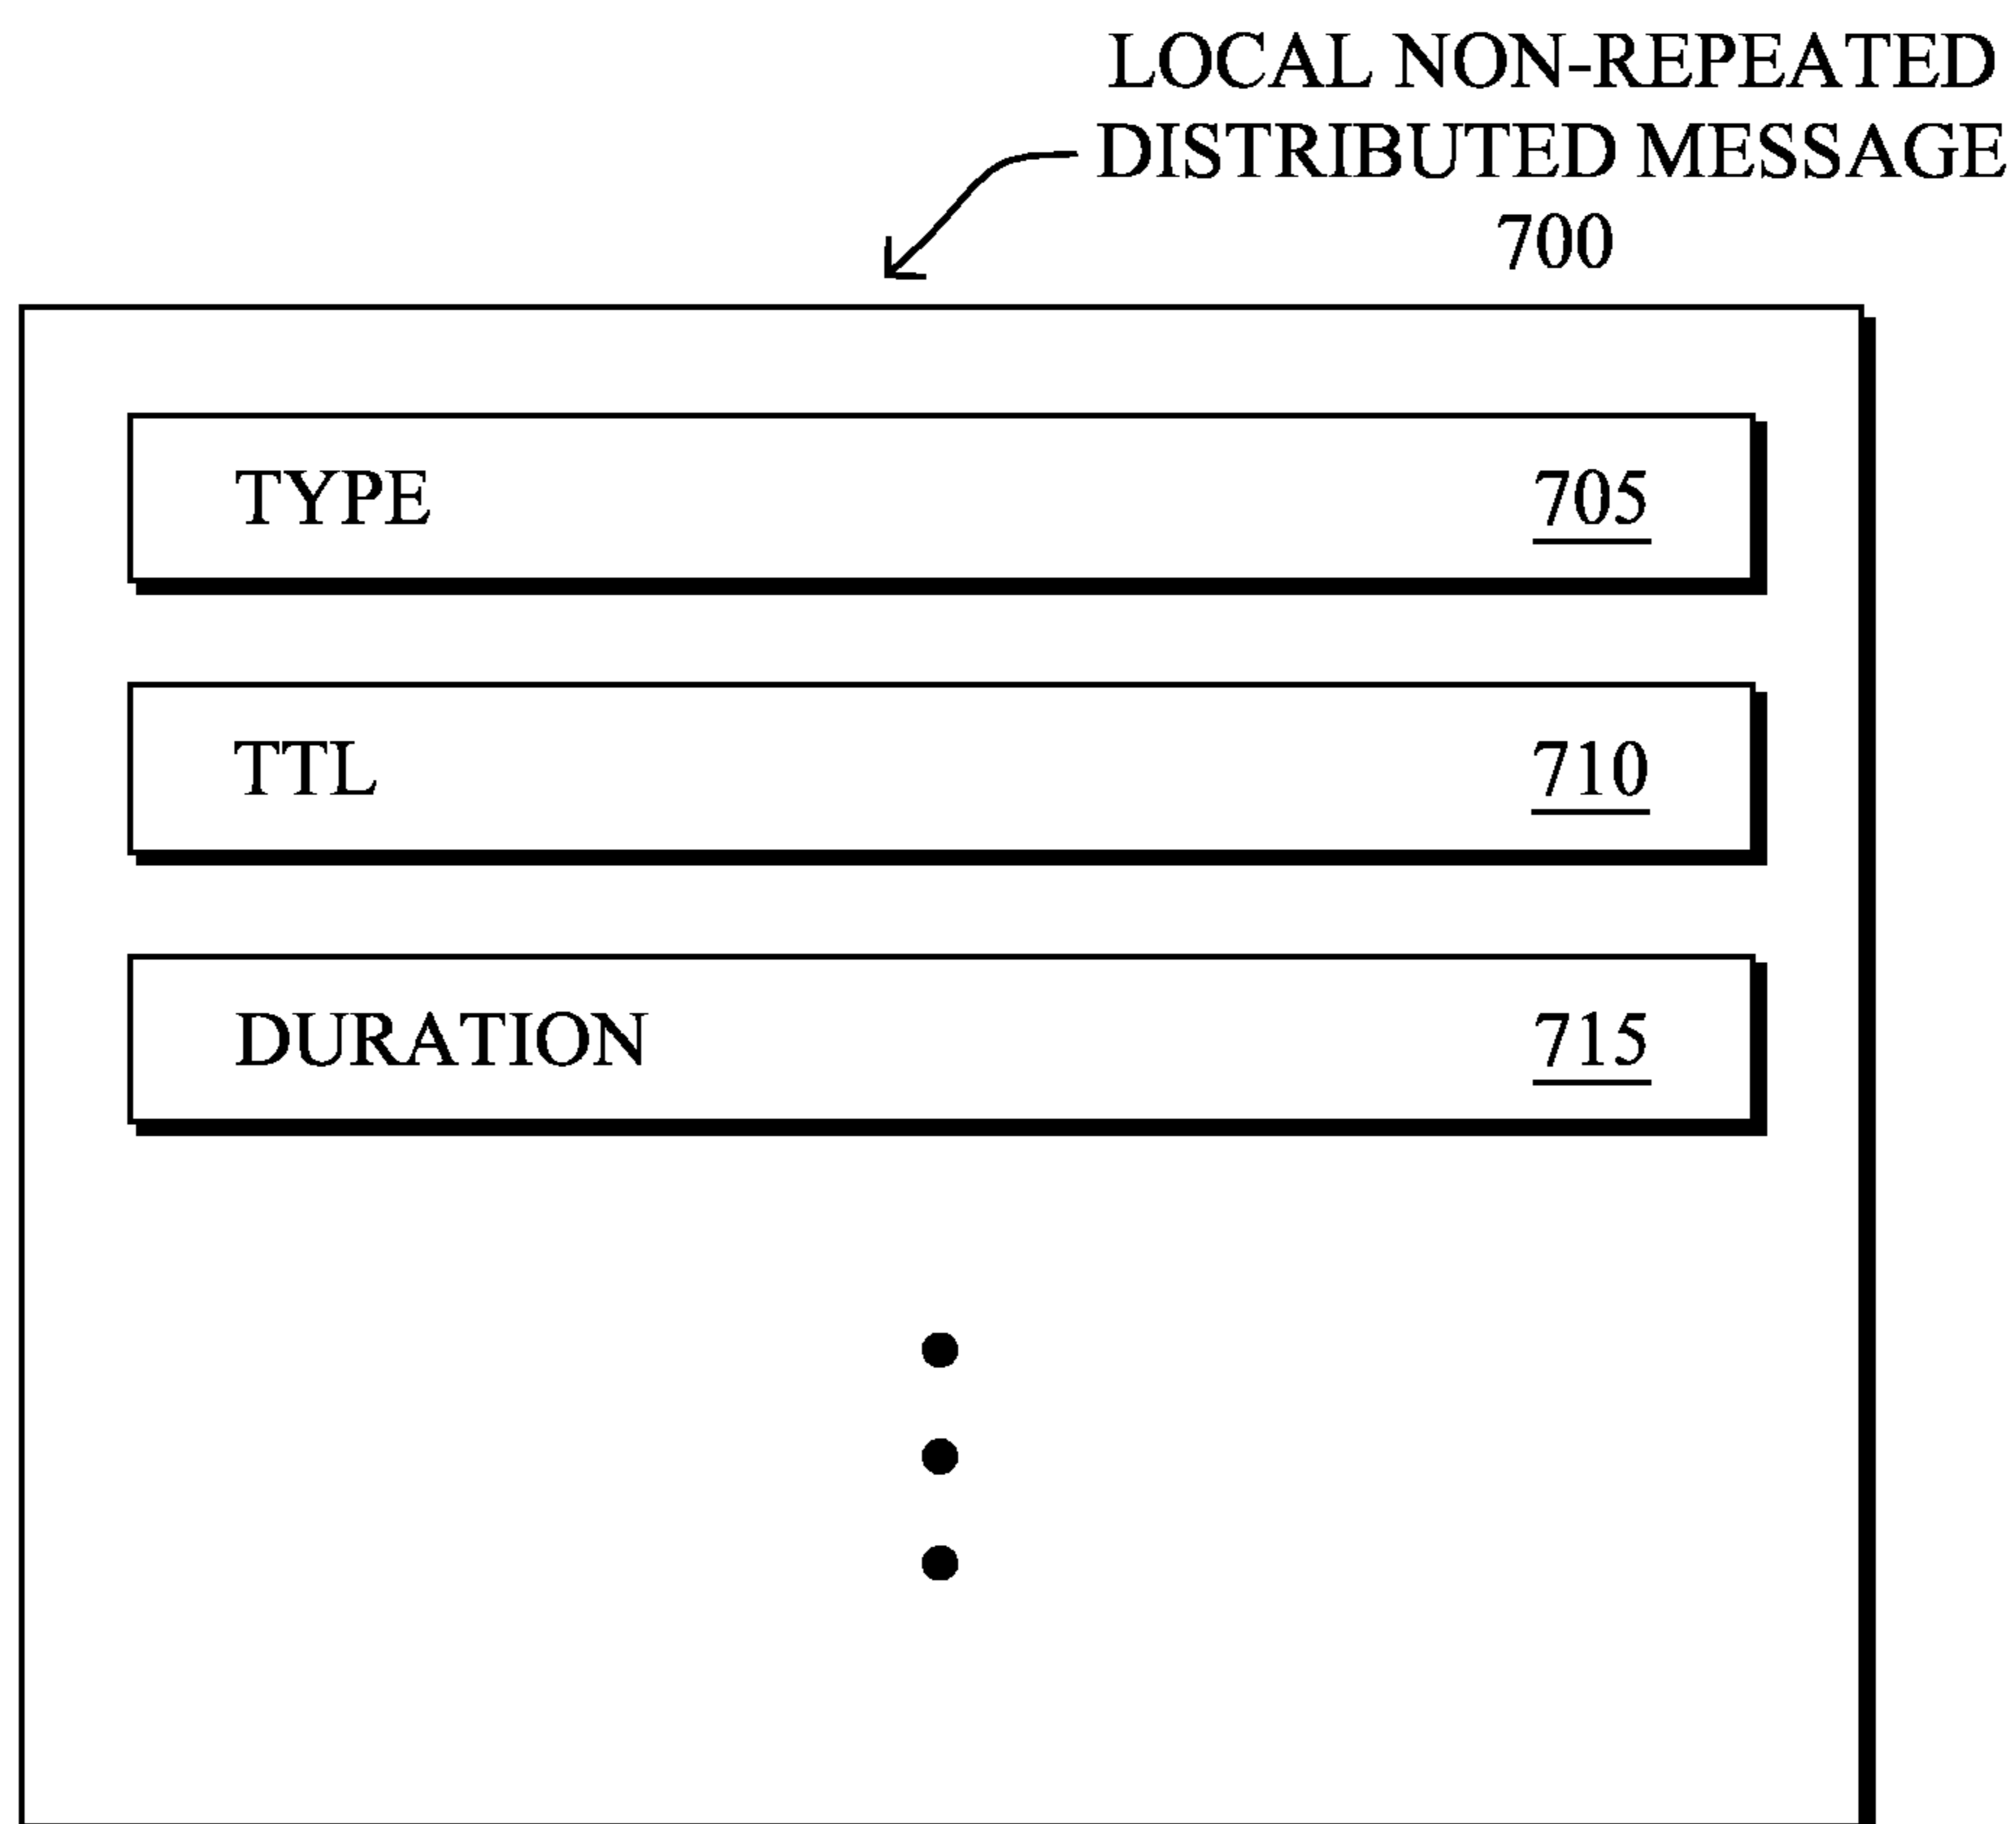 LOCAL NON-REPEATED
DISTRIBUTED MESSAGE
700
TYPE 705
TTL 710
DURATION 715